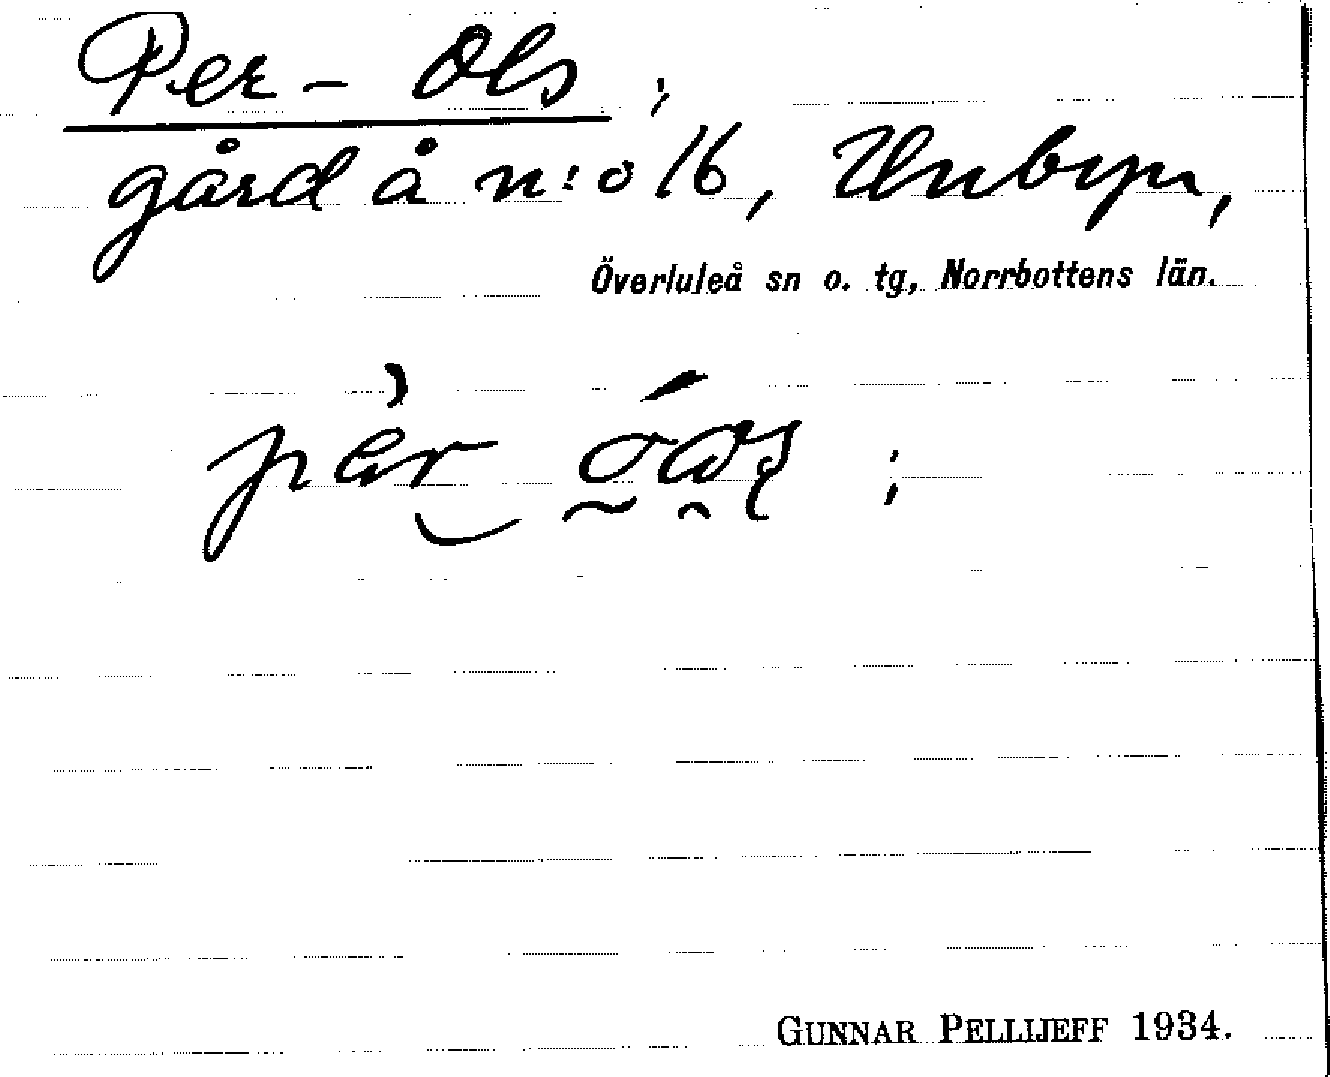 Per-Ols;
gård å n:o 16, Unbyn,
Överluleå sn o. tg, Norrbottens län.
GUNNAR PELLIJEFF 1934.